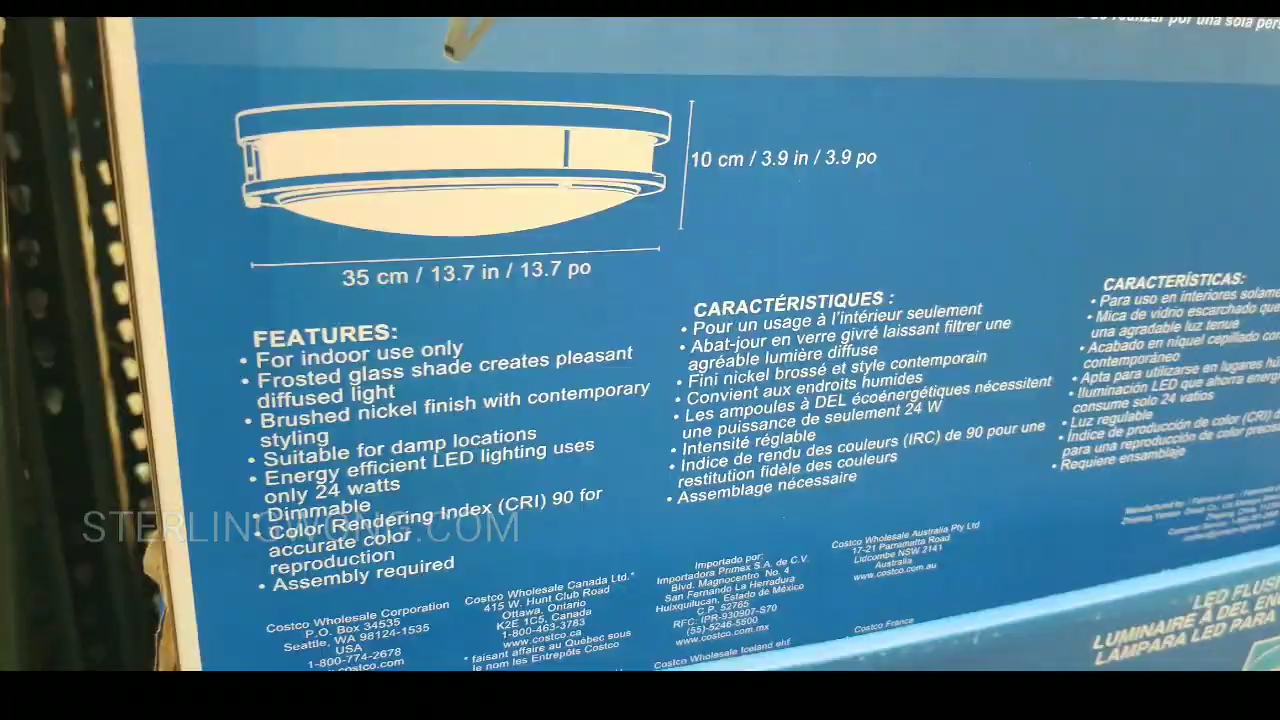 10 cm / 3.9 in / 3.9 po
35 cm / 13.7 in / 13.7 po
FEATURES:
• For indoor use only
• Frosted glass shade creates pleasant
diffused light
• Brushed nickel finish with contemporary
styling
• Suitable for damp locations
• Energy efficient LED lighting uses
only 24 watts
• Dimmable
• Color Rendering Index (CRI) 90 for
accurate color
reproduction
• Assembly required
CARACTÉRISTIQUES :
• Pour un usage à l'intérieur seulement
• Abat-jour en verre givré laissant filtrer une
agréable lumière diffuse
• Fini nickel brossé et style contemporain
• Convient aux endroits humides
• Les ampoules à DEL écoénergétiques nécessitent
une puissance de seulement 24 W
• Intensité réglable
• Indice de rendu des couleurs (IRC) de 90 pour une
restitution fidèle des couleurs
• Assemblage nécessaire
CARACTERÍSTICAS:
• Para uso en interiores
• Mica de vidrio escarchado que
una agradable luz tenue
• Acabado en níquel cepillado
contemporáneo
• Apta para utilizarse en lugares
• Iluminación LED que ahorra
consume solo 24 vatios
• Luz regulable
• Índice de producción de color (CRI)
para una reproducción de color
• Requiere ensamblaje
STERLINGWONG.COM
Costco Wholesale Corporation
P.O. Box 34535
Seattle, WA 98124-1535
USA
1-800-774-2678
Costco Wholesale Canada Ltd.*
415 W. Hunt Club Road
Ottawa, Ontario
K2E 1C5, Canada
1-800-463-3783
www.costco.ca
* faisant affaire au Québec sous
le nom les Entrepôts Costco
Importado por:
Importadora Primex S.A. de C.V.
Blvd. Magnocentro No. 4
San Fernando La Herradura
Huixquilucan, Estado de México
C.P. 52765
RFC: IPR-930907-S70
(55)-5246-5500
www.costco.com.mx
Costco Wholesale Iceland ehf.
Costco Wholesale Australia Pty Ltd
17-21 Parramatta Road
Lidcombe NSW 2141
Australia
www.costco.com.au
Costco France
LED
LUMINAIRE À DEL
LÁMPARA LED PARA